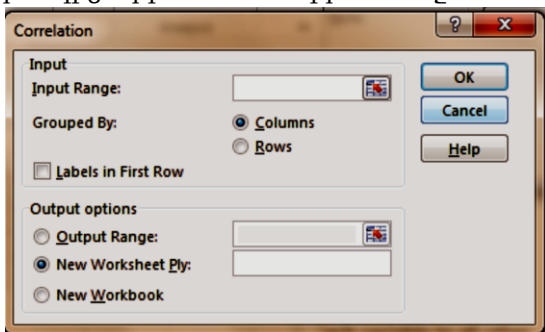 Correlation
Input
Input Range:
OK
Cancel
Grouped By:
Columns
Rows
Help
Labels in First Row
Output options
Output Range:
New Worksheet Ply:
New Workbook